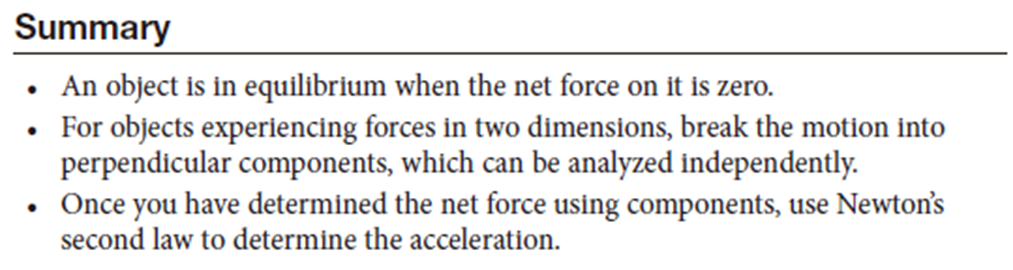 Summary
• An object is in equilibrium when the net force on it is zero.
• For objects experiencing forces in two dimensions, break the motion into
perpendicular components, which can be analyzed independently.
• Once you have determined the net force using components, use Newton’s
second law to determine the acceleration.